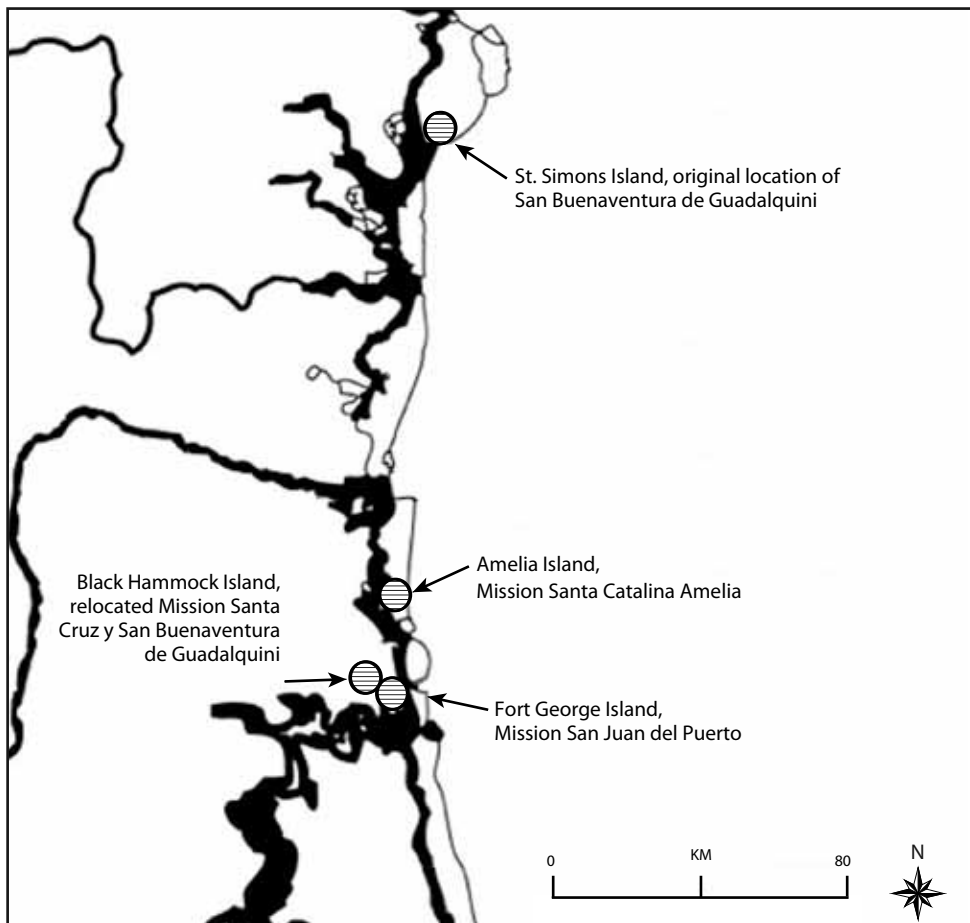 St. Simons Island, original location of
San Buenaventura de Guadalquini
Amelia Island,
Mission Santa Catalina Amelia
Black Hammock Island,
relocated Mission Santa
Cruz y San Buenaventura
de Guadalquini
Fort George Island,
Mission San Juan del Puerto
0
KM
80
N